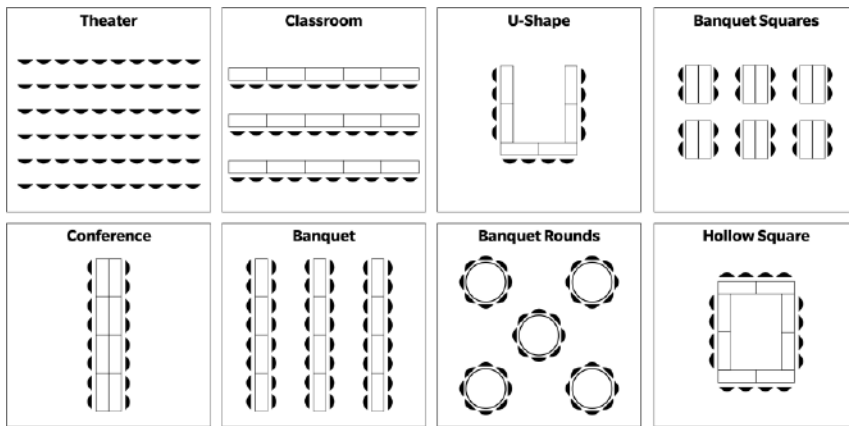 Theater
Classroom
U-Shape
Banquet Squares
Conference
Banquet
Banquet Rounds
Hollow Square